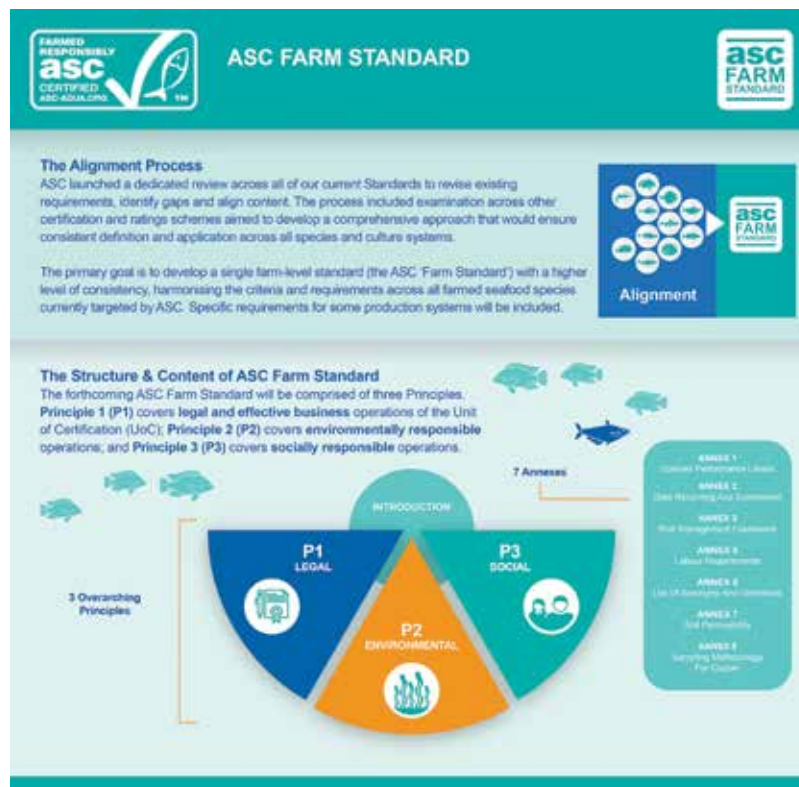 FARMED
RESPONSIBLY
asc
CERTIFIED
ASC-AQUA.ORG
TM
ASC FARM STANDARD
asc
FARM
STANDARD
The Alignment Process
ASC launched a dedicated review across all of our current Standards to revise existing
requirements, identify gaps and align content. The process included examination across other
certification and ratings schemes aimed to develop a comprehensive approach that would ensure
consistent definition and application across all species and culture systems.
The primary goal is to develop a single farm-level standard (the ASC 'Farm Standard') with a higher
level of consistency, harmonising the criteria and requirements across all farmed seafood species
currently targeted by ASC. Specific requirements for some production systems will be included.
asc
FARM
STANDARD
Alignment
The Structure & Content of ASC Farm Standard
The forthcoming ASC Farm Standard will be comprised of three Principles.
Principle 1 (P1) covers legal and effective business operations of the Unit
of Certification (UoC); Principle 2 (P2) covers environmentally responsible
operations; and Principle 3 (P3) covers socially responsible operations.
7 Annexes
ANNEX 1
ANNEX 2
Data Recording And Submission
Risk Management Framework
Labour Requirements
List Of Acronyms And Definitions
ANNEX 7
Soil Permeability
Sampling Methodology
For Copper
INTRODUCTION
3 Overarching
Principles
P1
LEGAL
P2
ENVIRONMENTAL
P3
SOCIAL